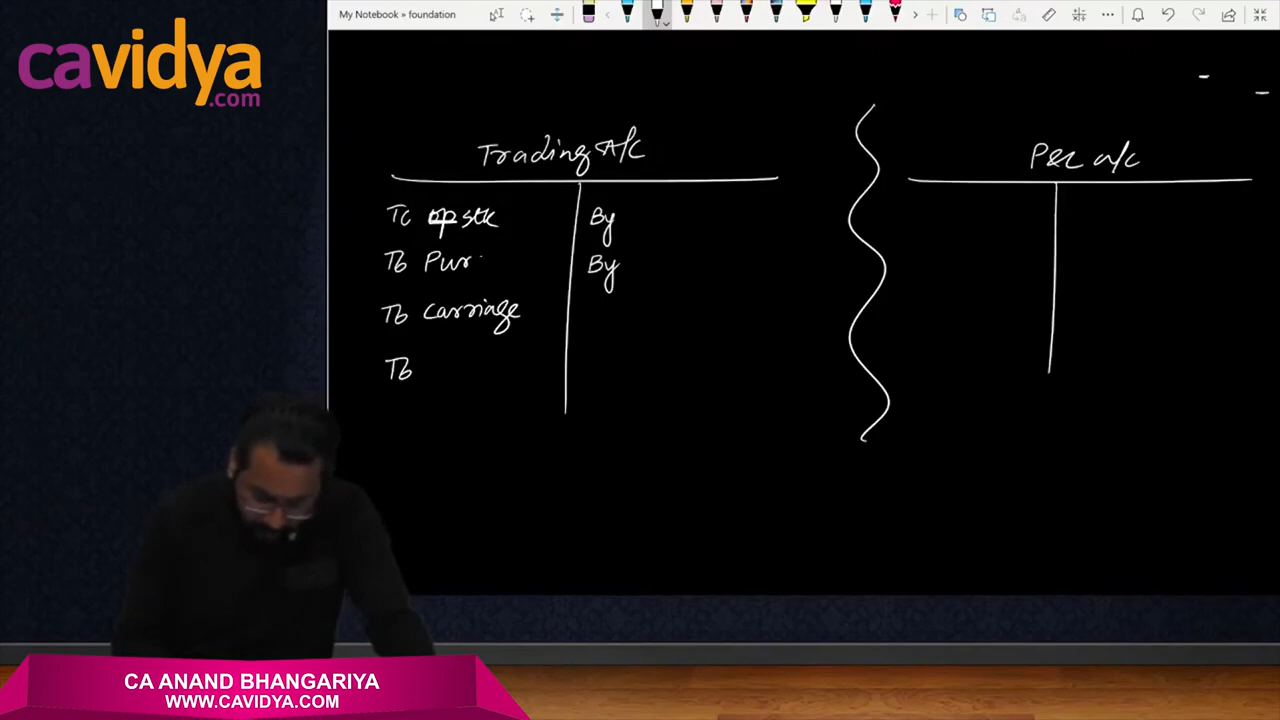 cavidya
.com
My Notebook » foundation
Trading A/c
To op stk
To Pur.
To Carriage
To
By
By
P&L a/c
CA ANAND BHANGARIYA
WWW.CAVIDYA.COM